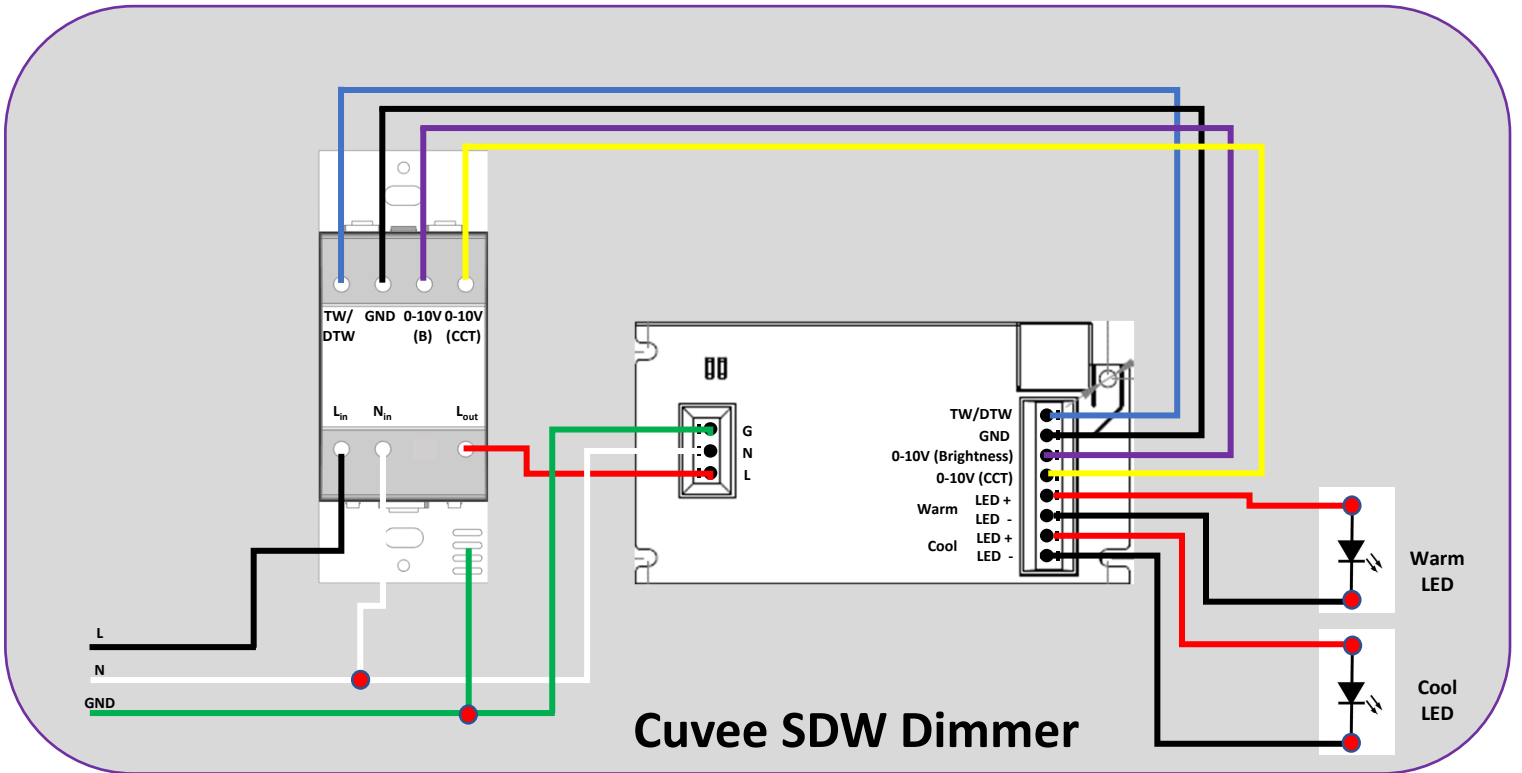 TW/ GND 0-10V 0-10V
DTW (B) (CCT)
Lin Nin Lout
G
N
L
TW/DTW
GND
0-10V (Brightness)
0-10V (CCT)
Warm LED +
LED -
Cool LED +
LED -
Warm
LED
Cool
LED
L
N
GND
Cuvee SDW Dimmer